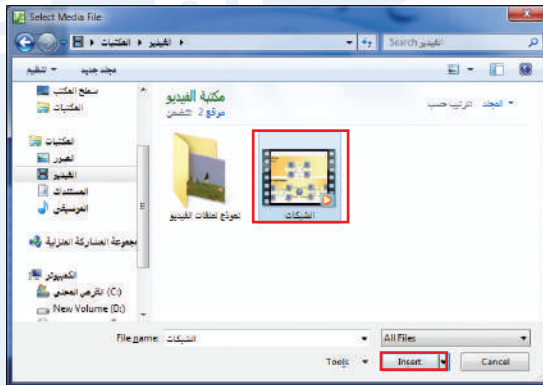 Select Media File
الفيديو
المكتبات
Search الفيديو
تنظيم
مجلد جديد
سطح المكتب
المكتبات
المكتبات
الصور
الفيديو
المستندات
الموسيقى
مجموعة المشاركة المنزلية
الكمبيوتر
القرص المحلي (C:)
New Volume (D:)
مكتبة الفيديو
تتضمن: 2 موقع
ترتيب حسب: المجلد
نموذج لملفات الفيديو
الشبكات
File name: الشبكات
All Files
Tools
Insert
Cancel